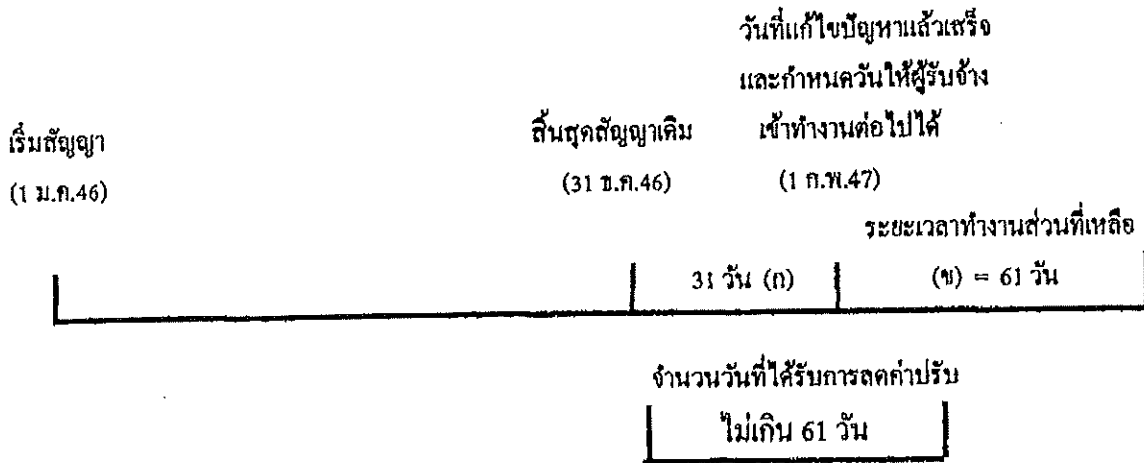 วันที่แก้ไขปัญหาแล้วเสร็จ
และกำหนดวันให้ผู้รับจ้าง
เริ่มสัญญา
สิ้นสุดสัญญาเดิม
เข้าทำงานต่อไปได้
(1 ม.ค.46)
(31 ธ.ค.46)
(1 ก.พ.47)
ระยะเวลาทำงานส่วนที่เหลือ
31 วัน (ก)
(ข) = 61 วัน
จำนวนวันที่ได้รับการลดค่าปรับ
ไม่เกิน 61 วัน